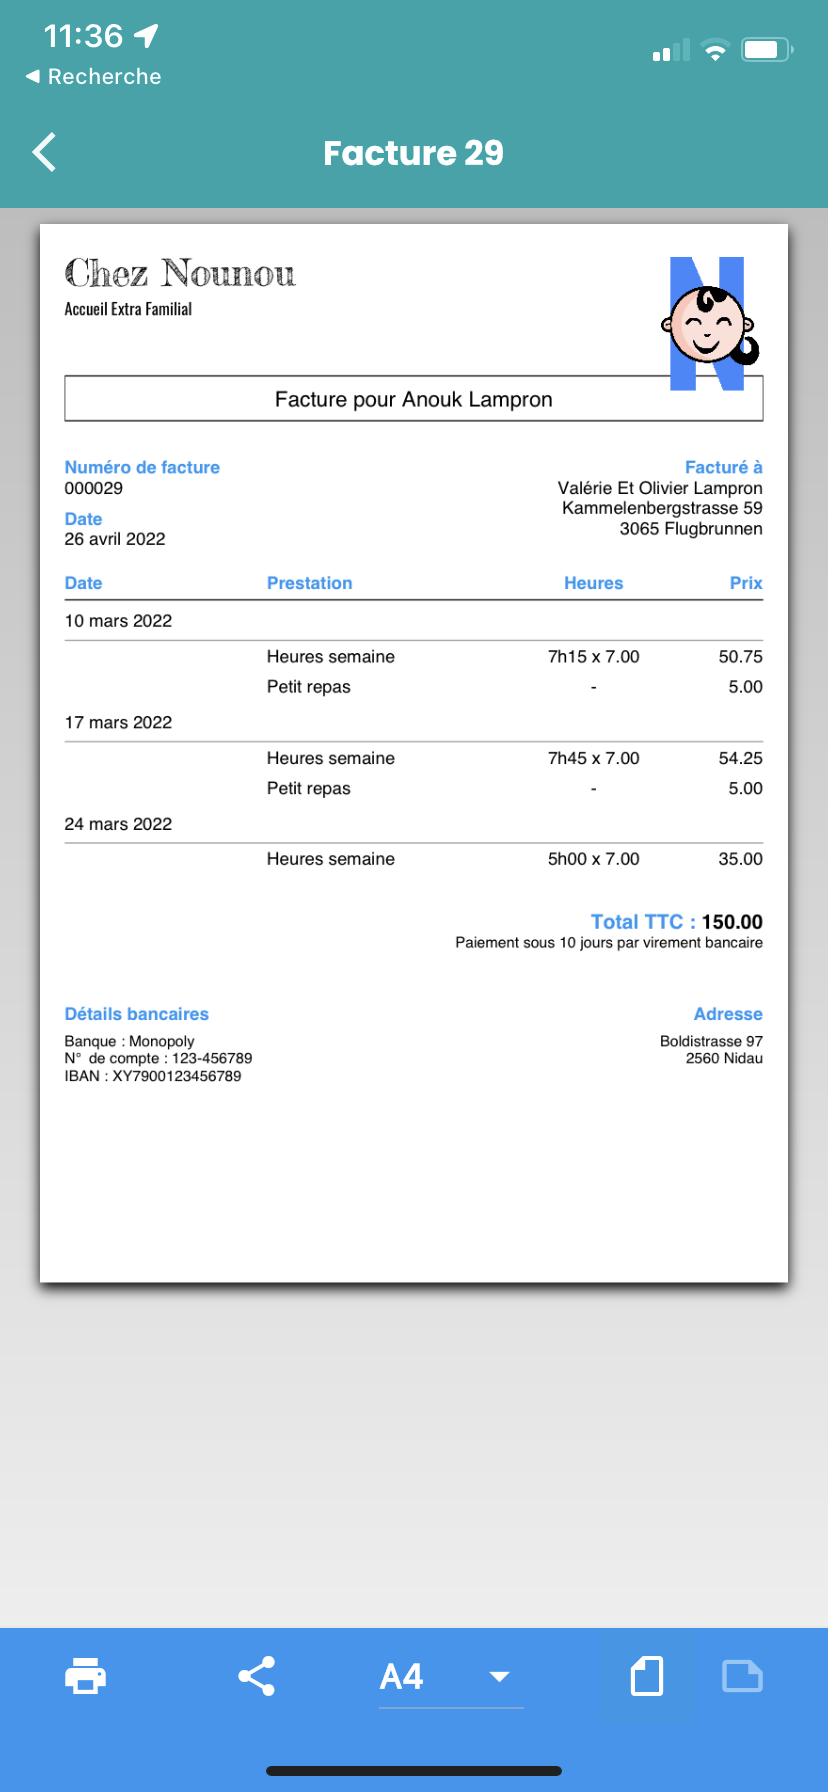 11:36
Recherche
Facture 29
Chez Nounou
Accueil Extra Familial
N
Facture pour Anouk Lampron
Numéro de facture
000029
Date
26 avril 2022
Facturé à
Valérie Et Olivier Lampron
Kammelenbergstrasse 59
3065 Flugbrunnen
Date Prestation Heures Prix
10 mars 2022
Heures semaine 7h15 x 7.00 50.75
Petit repas - 5.00
17 mars 2022
Heures semaine 7h45 x 7.00 54.25
Petit repas - 5.00
24 mars 2022
Heures semaine 5h00 x 7.00 35.00
Total TTC : 150.00
Paiement sous 10 jours par virement bancaire
Détails bancaires
Banque : Monopoly
N° de compte : 123-456789
IBAN : XY7900123456789
Adresse
Boldistrasse 97
2560 Nidau
A4